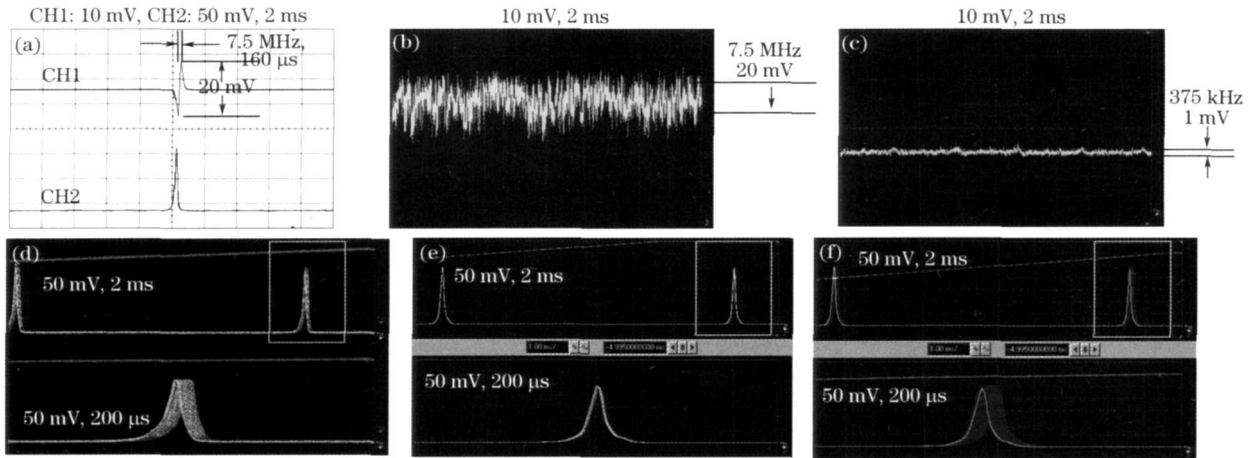 CH1: 10 mV, CH2: 50 mV, 2 ms
(a)
7.5 MHz,
160 μs
CH1
20 mV
CH2
10 mV, 2 ms
(b)
7.5 MHz
20 mV
10 mV, 2 ms
(c)
375 kHz
1 mV
(d)
50 mV, 2 ms
50 mV, 200 μs
(e)
50 mV, 2 ms
50 mV, 200 μs
(f)
50 mV, 2 ms
50 mV, 200 μs